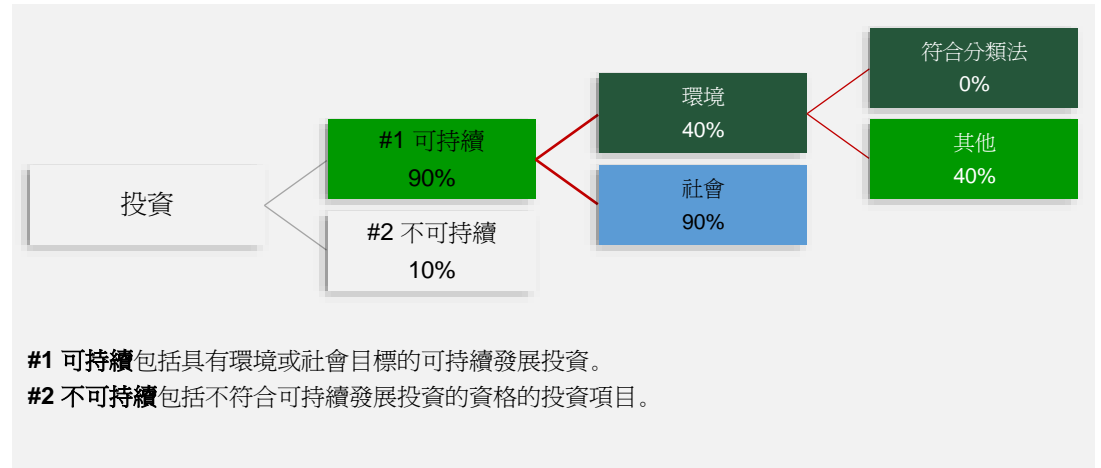 投資
#1 可持續
90%
#2 不可持續
10%
環境
40%
社會
90%
符合分類法
0%
其他
40%
#1 可持續包括具有環境或社會目標的可持續發展投資。
#2 不可持續包括不符合可持續發展投資的資格的投資項目。